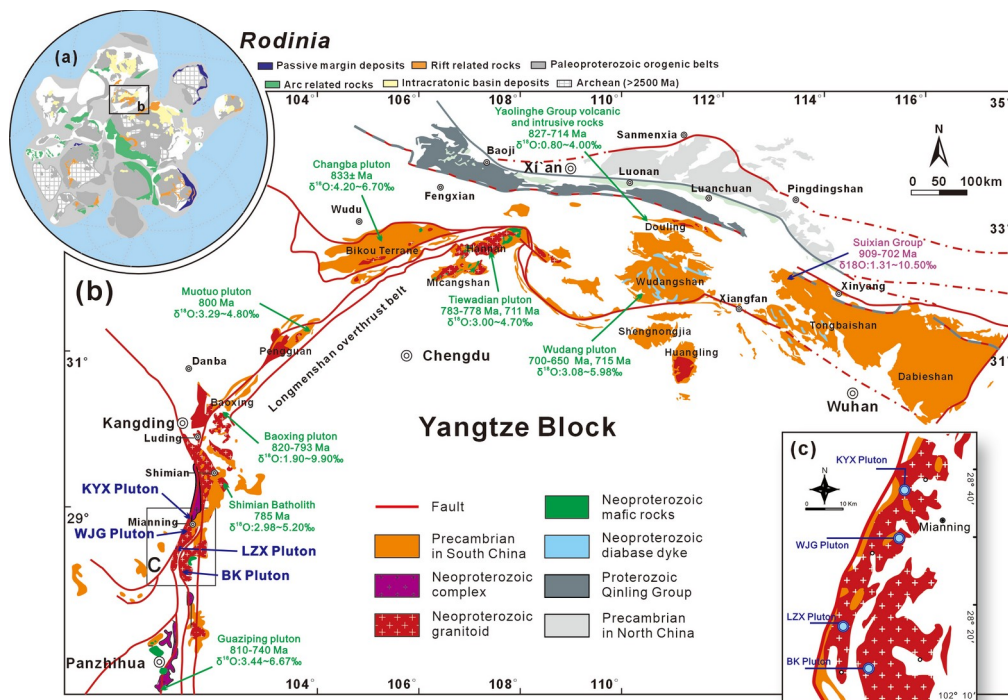 (a)
b
Rodinia
Passive margin deposits
Rift related rocks
Paleoproterozoic orogenic belts
Arc related rocks
Intracratonic basin deposits
Archean (>2500 Ma)
104°
106°
108°
110°
112°
114°
116°
35°
Yaolinghe Group volcanic
and intrusive rocks
827-714 Ma
δ¹⁸O:0.80~4.00‰
Sanmenxia
N
0 50 100km
Baoji
Xi'an
Luonan
Luanchuan
Pingdingshan
Changba pluton
833± Ma
δ¹⁸O:4.20~6.70‰
Fengxian
Wudu
33°
Bikou Terrane
Hannan
Micangshan
Douling
Suixian Group
909-702 Ma
δ18O:1.31~10.50‰
(b)
Muotuo pluton
800 Ma
δ¹⁸O:3.29~4.80‰
Tiewadian pluton
783-778 Ma, 711 Ma
δ¹⁸O:3.00~4.70‰
Wudangshan
Xiangfan
Xinyang
Tongbaishan
Wudang pluton
700-650 Ma, 715 Ma
δ¹⁸O:3.08~5.98‰
Shengnongjia
Huangling
31°
31°
Danba
Pengguan
Longmenshan overthrust belt
Chengdu
Dabieshan
Wuhan
Baoxing
Kangding
Luding
Baoxing pluton
820-793 Ma
δ¹⁸O:1.90~9.90‰
Yangtze Block
Shimian
Shimian Batholith
785 Ma
δ¹⁸O:2.98~5.20‰
KYX Pluton
29°
Mianning
WJG Pluton
LZX Pluton
C
BK Pluton
Guaziping pluton
810-740 Ma
δ¹⁸O:3.44~6.67‰
Panzhihua
Fault
Neoproterozoic
mafic rocks
Precambrian
in South China
Neoproterozoic
diabase dyke
Neoproterozoic
complex
Proterozoic
Qinling Group
Neoproterozoic
granitoid
Precambrian
in North China
104°
106°
108°
110°
(c)
N
0 10 Km
KYX Pluton
28° 40'
Mianning
WJG Pluton
LZX Pluton
28° 20'
BK Pluton
102° 10'